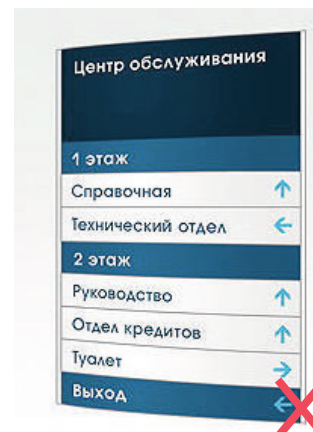 Центр обслуживания
1 этаж
Справочная
Технический отдел
2 этаж
Руководство
Отдел кредитов
Туалет
Выход